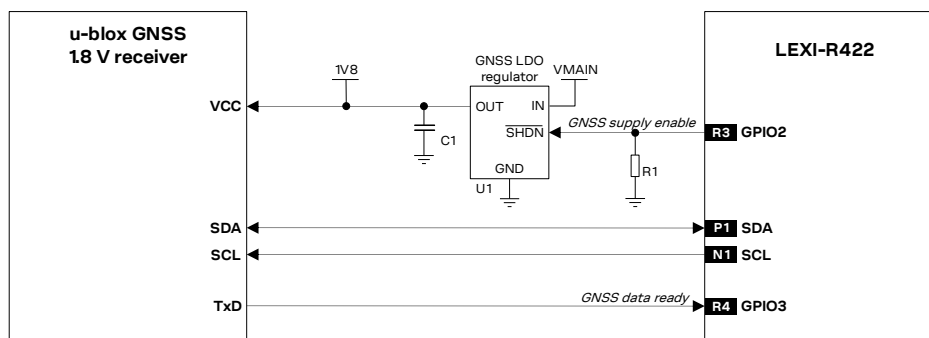 u-blox GNSS
1.8 V receiver
LEXI-R422
GNSS LDO
regulator
1V8
VMAIN
VCC
OUT
IN
GNSS supply enable
SHDN
R3 GPIO2
C1
GND
R1
U1
SDA
P1 SDA
SCL
N1 SCL
GNSS data ready
TxD
R4 GPIO3